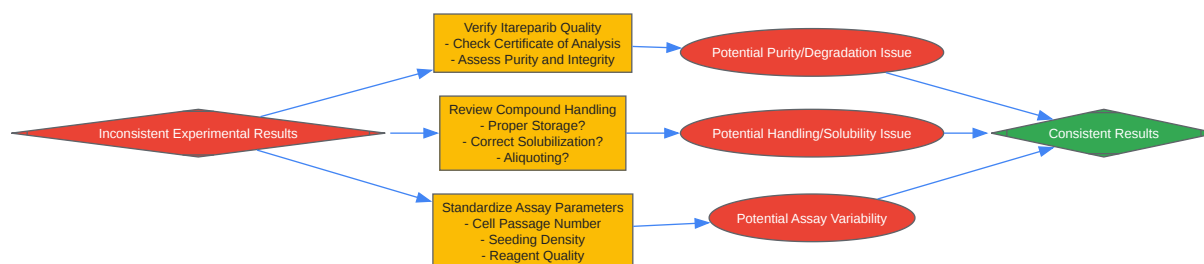 Verify Itareparib Quality
- Check Certificate of Analysis
- Assess Purity and Integrity
Potential Purity/Degradation Issue
Inconsistent Experimental Results
Review Compound Handling
- Proper Storage?
- Correct Solubilization?
- Aliquoting?
Potential Handling/Solubility Issue
Consistent Results
Standardize Assay Parameters
- Cell Passage Number
- Seeding Density
- Reagent Quality
Potential Assay Variability